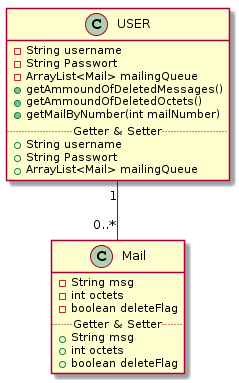 C USER
String username
String Passwort
ArrayList<Mail> mailingQueue
getAmmoundOfDeletedMessages()
getAmmoundOfDeletedOctets()
getMailByNumber(int mailNumber)
Getter & Setter
String username
String Passwort
ArrayList<Mail> mailingQueue
1
0..*
C Mail
String msg
int octets
boolean deleteFlag
Getter & Setter
String msg
int octets
boolean deleteFlag